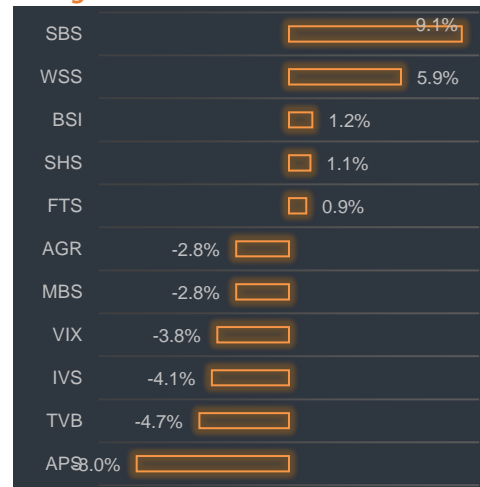 SBS 9.1%
WSS 5.9%
BSI 1.2%
SHS 1.1%
FTS 0.9%
AGR -2.8%
MBS -2.8%
VIX -3.8%
IVS -4.1%
TVB -4.7%
APS -8.0%